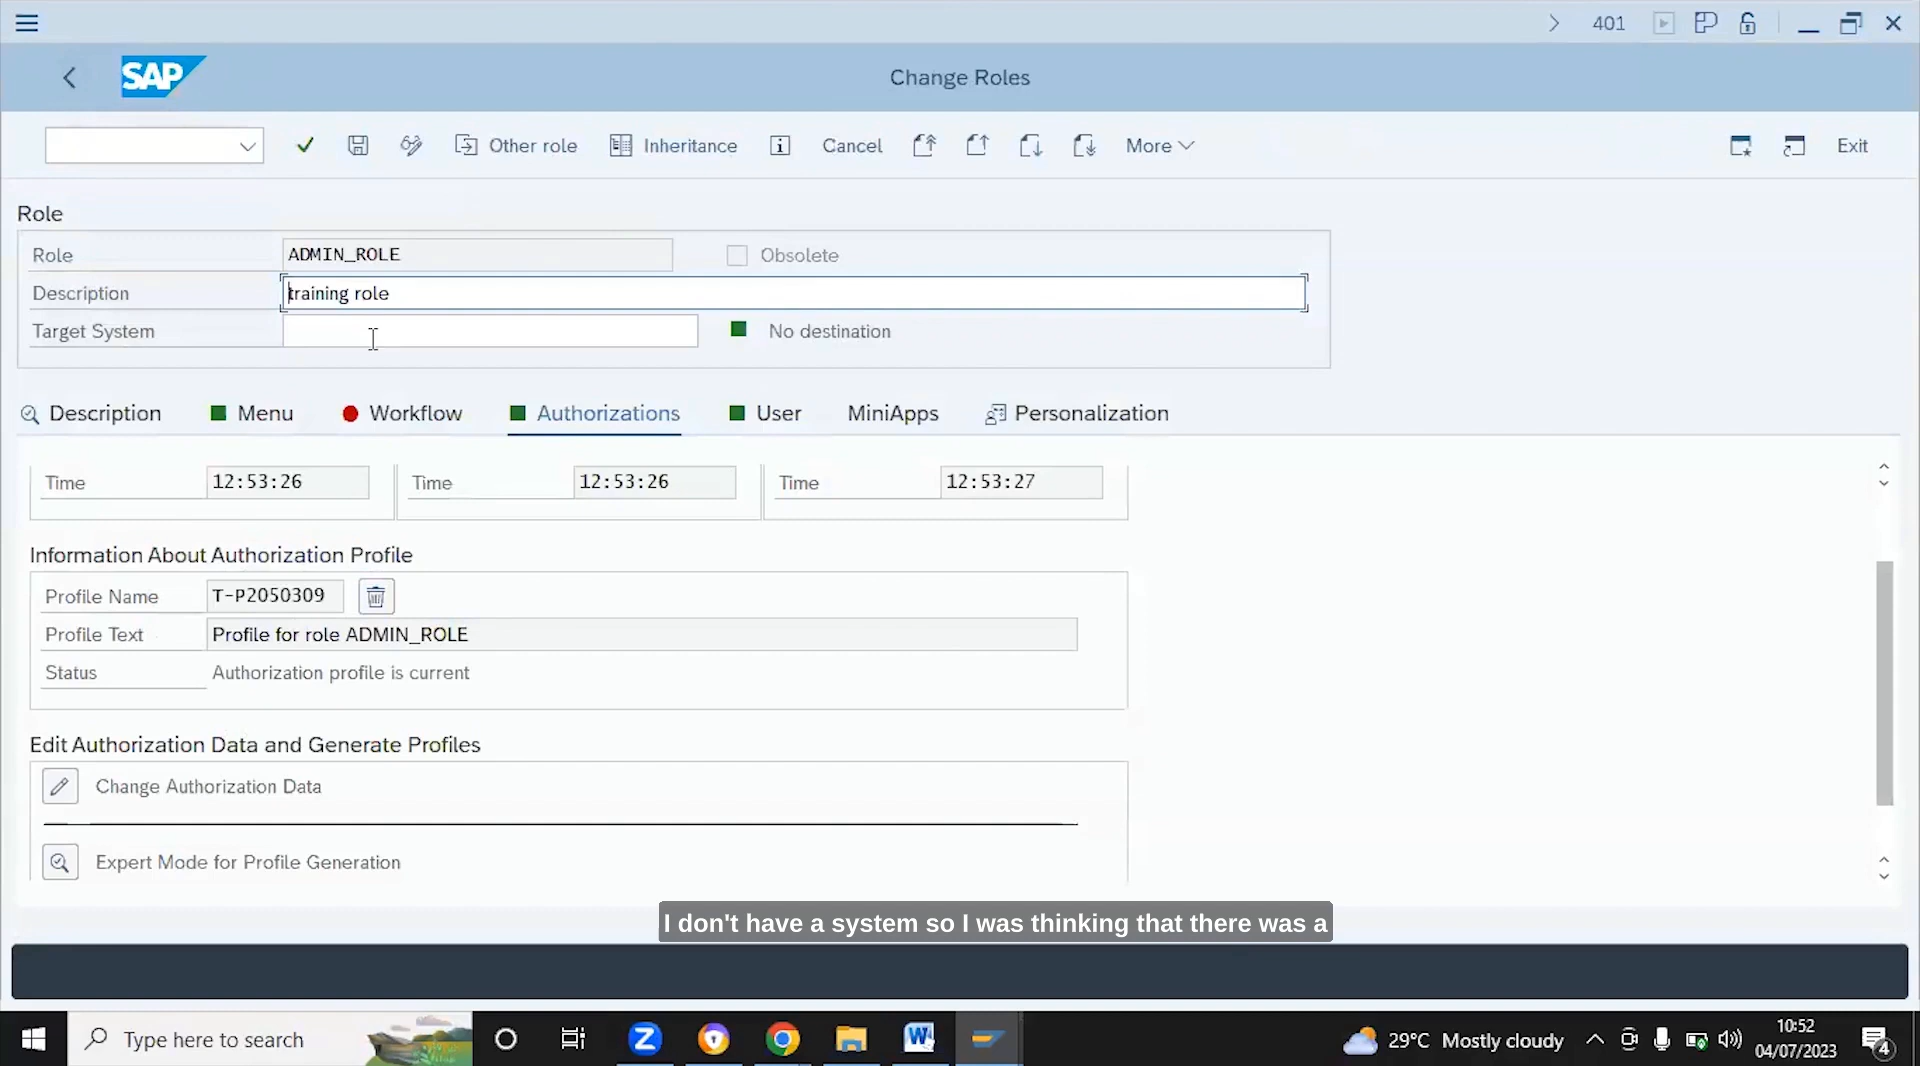 401
SAP
Change Roles
Other role
Inheritance
Cancel
More
Exit
Role
Role
ADMIN_ROLE
Obsolete
Description
training role
Target System
No destination
Description
Menu
Workflow
Authorizations
User
MiniApps
Personalization
Time
12:53:26
Time
12:53:26
Time
12:53:27
Information About Authorization Profile
Profile Name
T-P2050309
Profile Text
Profile for role ADMIN_ROLE
Status
Authorization profile is current
Edit Authorization Data and Generate Profiles
Change Authorization Data
Expert Mode for Profile Generation
I don't have a system so I was thinking that there was a
Type here to search
29°C Mostly cloudy
10:52
04/07/2023
4